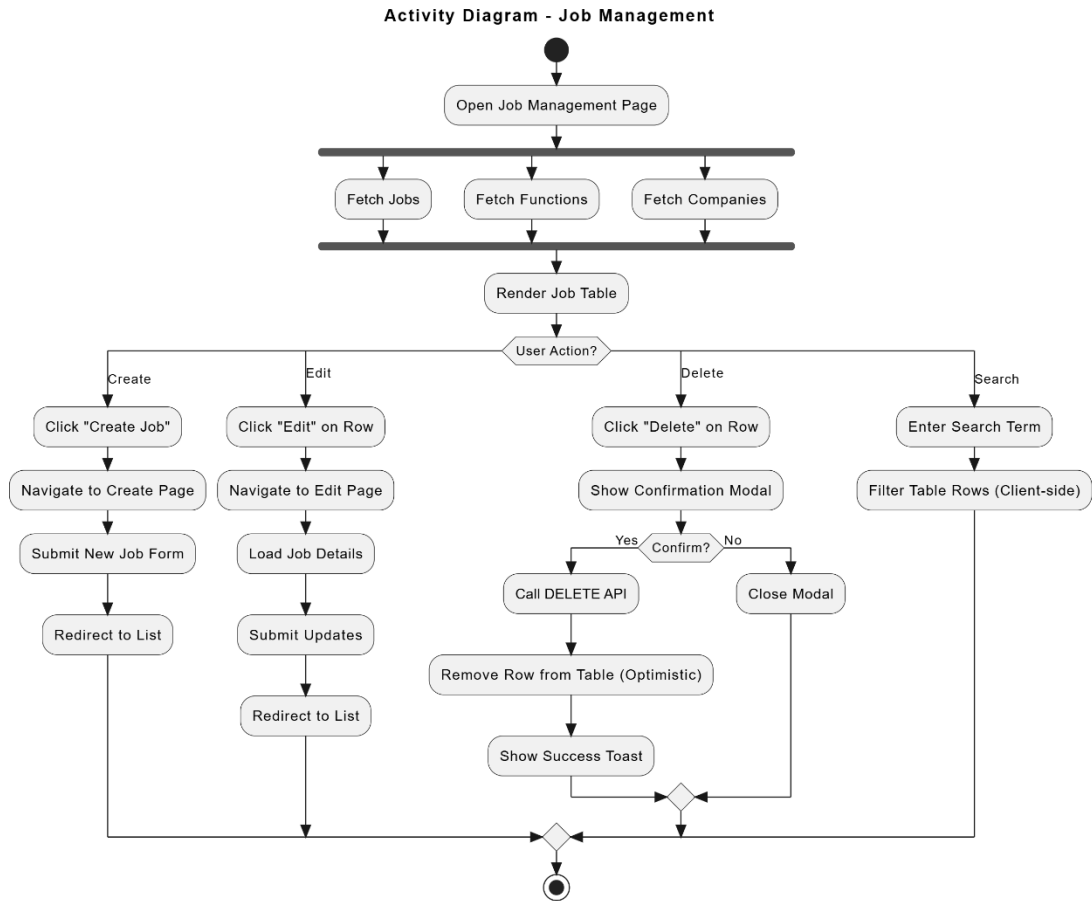 Activity Diagram - Job Management
Open Job Management Page
Fetch Jobs
Fetch Functions
Fetch Companies
Render Job Table
User Action?
Create
Edit
Delete
Search
Click "Create Job"
Click "Edit" on Row
Click "Delete" on Row
Enter Search Term
Navigate to Create Page
Navigate to Edit Page
Show Confirmation Modal
Filter Table Rows (Client-side)
Submit New Job Form
Load Job Details
Yes
Confirm?
No
Call DELETE API
Close Modal
Redirect to List
Submit Updates
Remove Row from Table (Optimistic)
Redirect to List
Show Success Toast